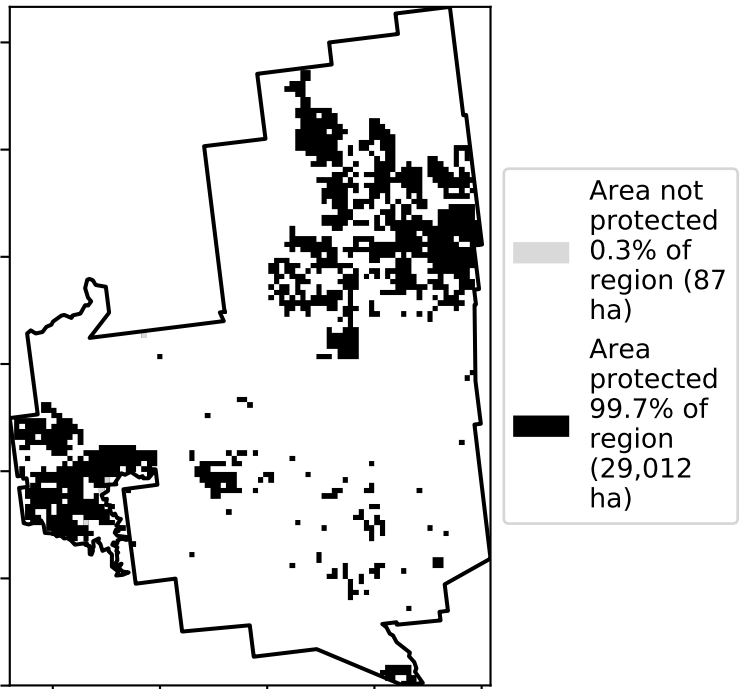 Area not
protected
0.3% of
region (87
ha)
Area
protected
99.7% of
region
(29,012
ha)